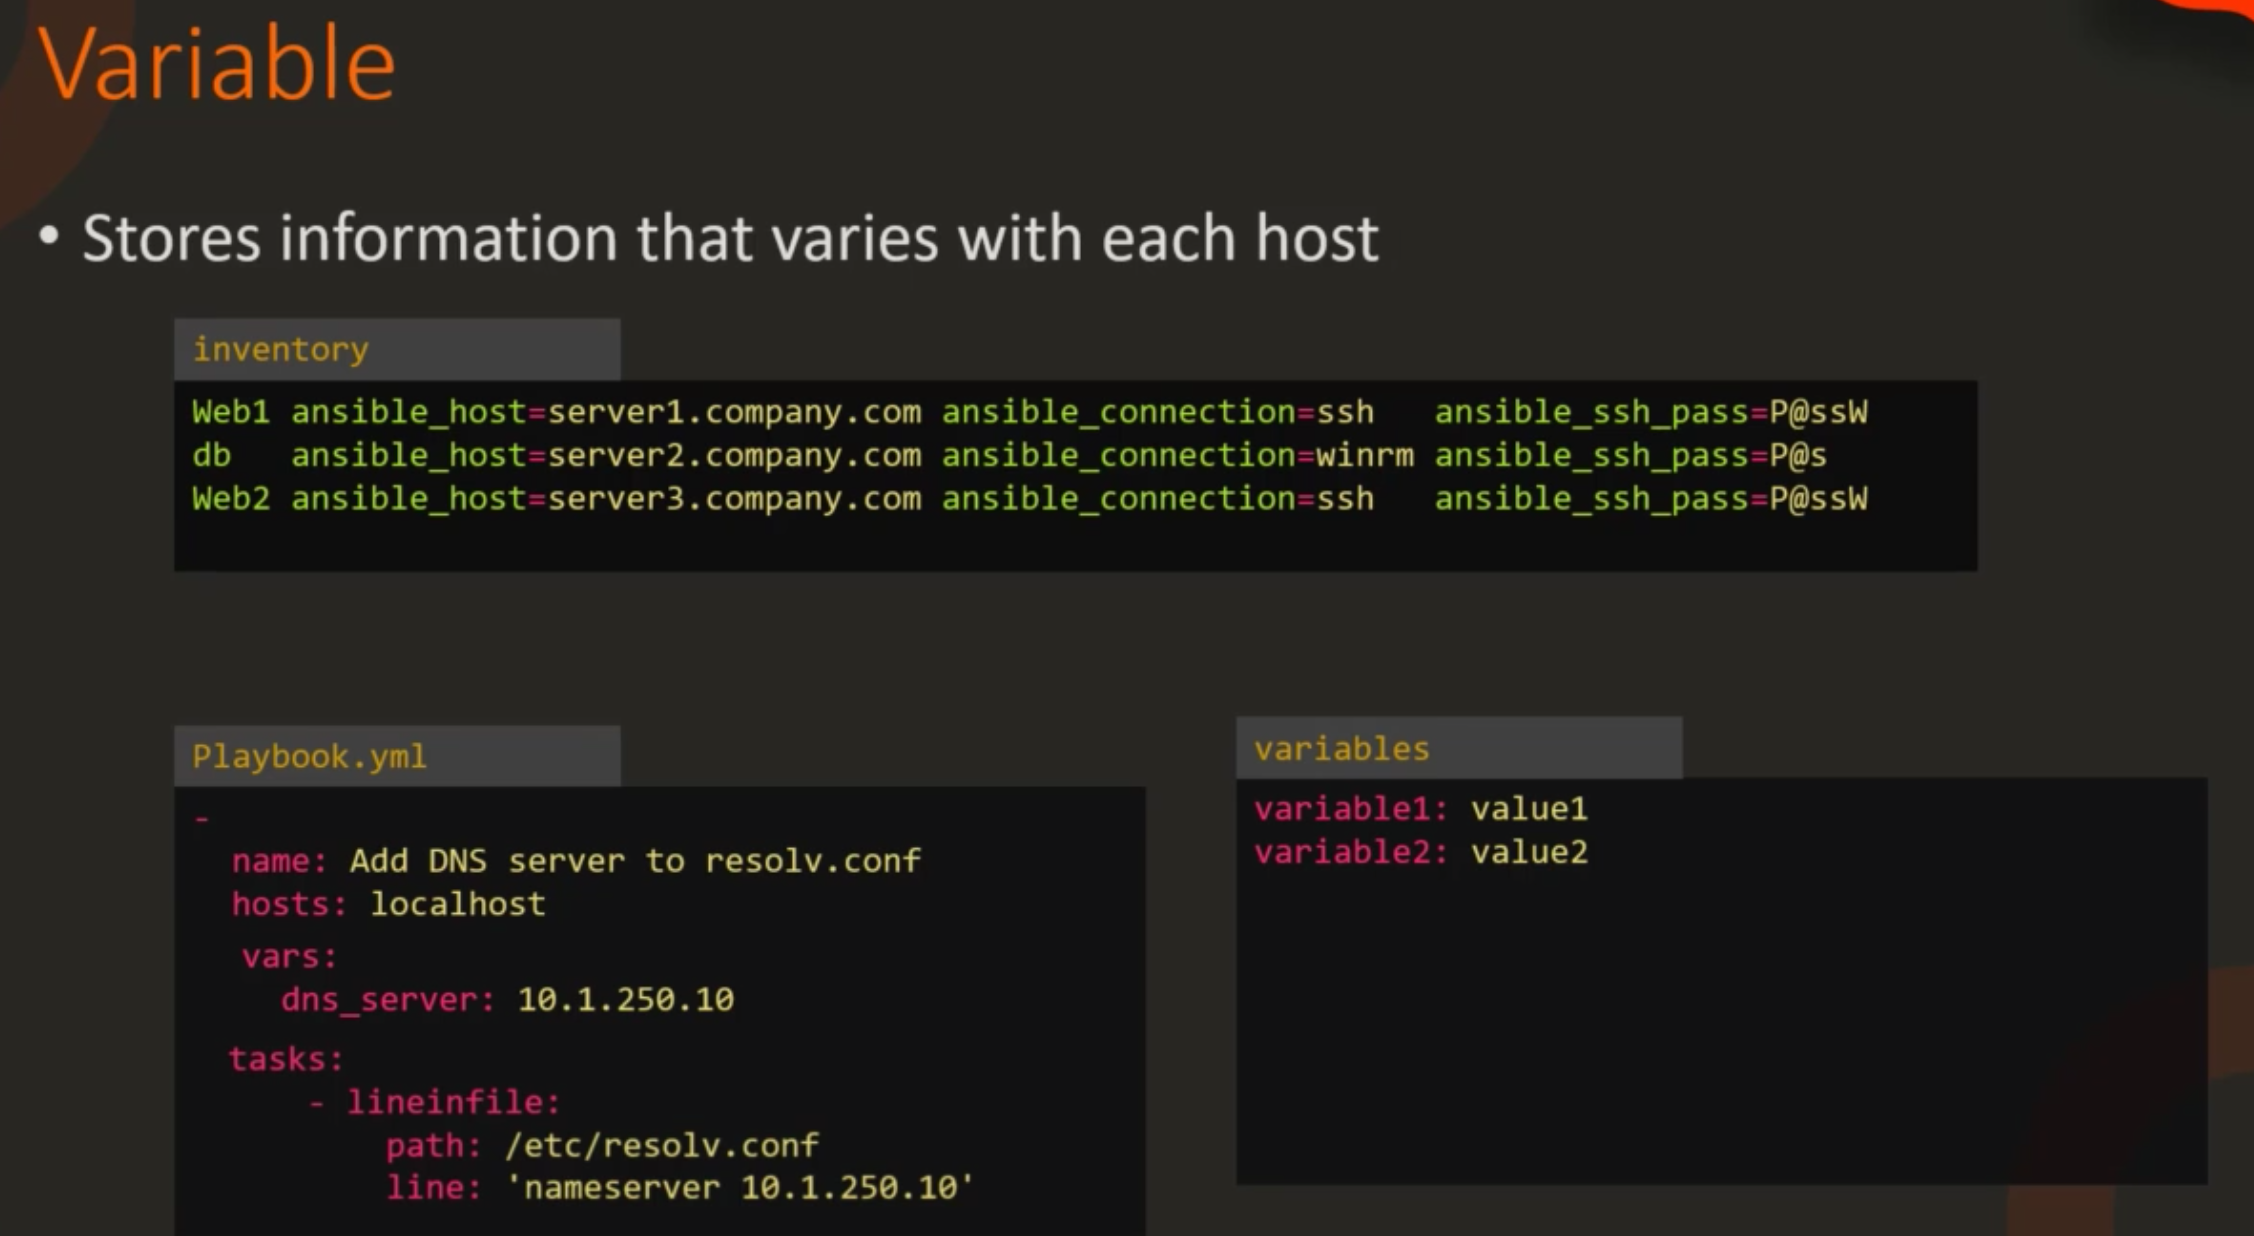 Variable
• Stores information that varies with each host
inventory
Web1 ansible_host=server1.company.com ansible_connection=ssh ansible_ssh_pass=P@ssW
db ansible_host=server2.company.com ansible_connection=winrm ansible_ssh_pass=P@s
Web2 ansible_host=server3.company.com ansible_connection=ssh ansible_ssh_pass=P@ssW
Playbook.yml
-
name: Add DNS server to resolv.conf
hosts: localhost
vars:
dns_server: 10.1.250.10
tasks:
- lineinfile:
path: /etc/resolv.conf
line: 'nameserver 10.1.250.10'
variables
variable1: value1
variable2: value2